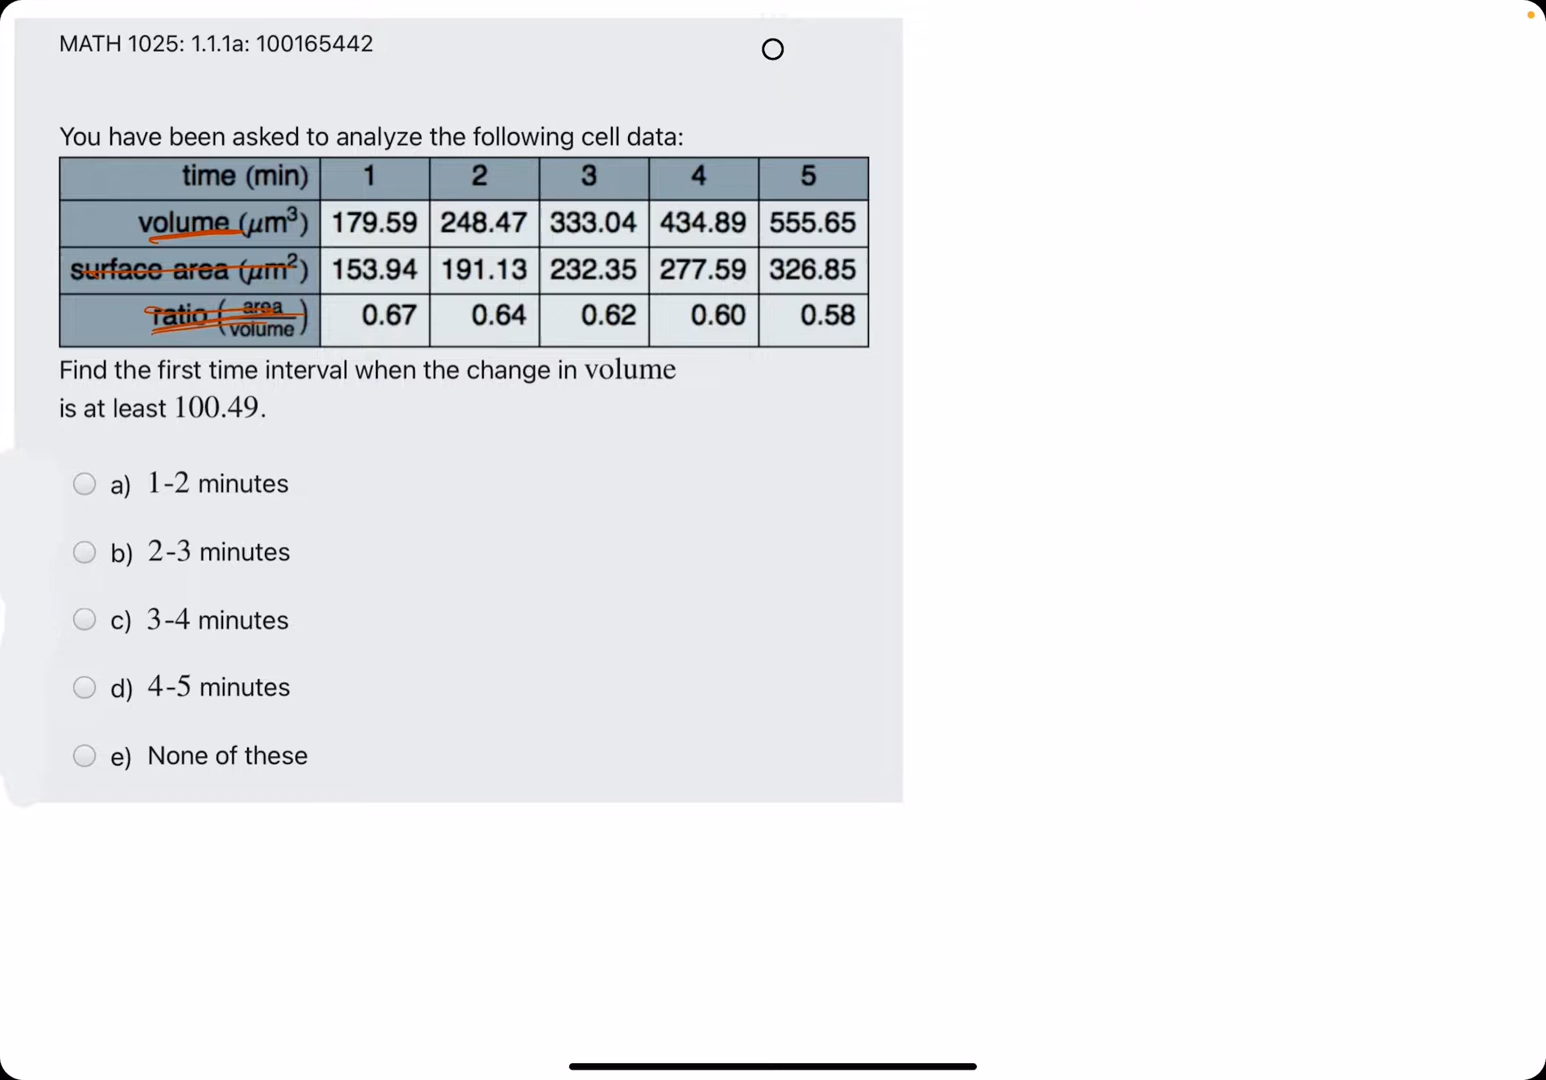 MATH 1025: 1.1.1a: 100165442
You have been asked to analyze the following cell data:
time (min) 1 2 3 4 5
volume (μm³) 179.59 248.47 333.04 434.89 555.65
surface area (μm²) 153.94 191.13 232.35 277.59 326.85
ratio (area/volume) 0.67 0.64 0.62 0.60 0.58
Find the first time interval when the change in volume
is at least 100.49.
a) 1-2 minutes
b) 2-3 minutes
c) 3-4 minutes
d) 4-5 minutes
e) None of these